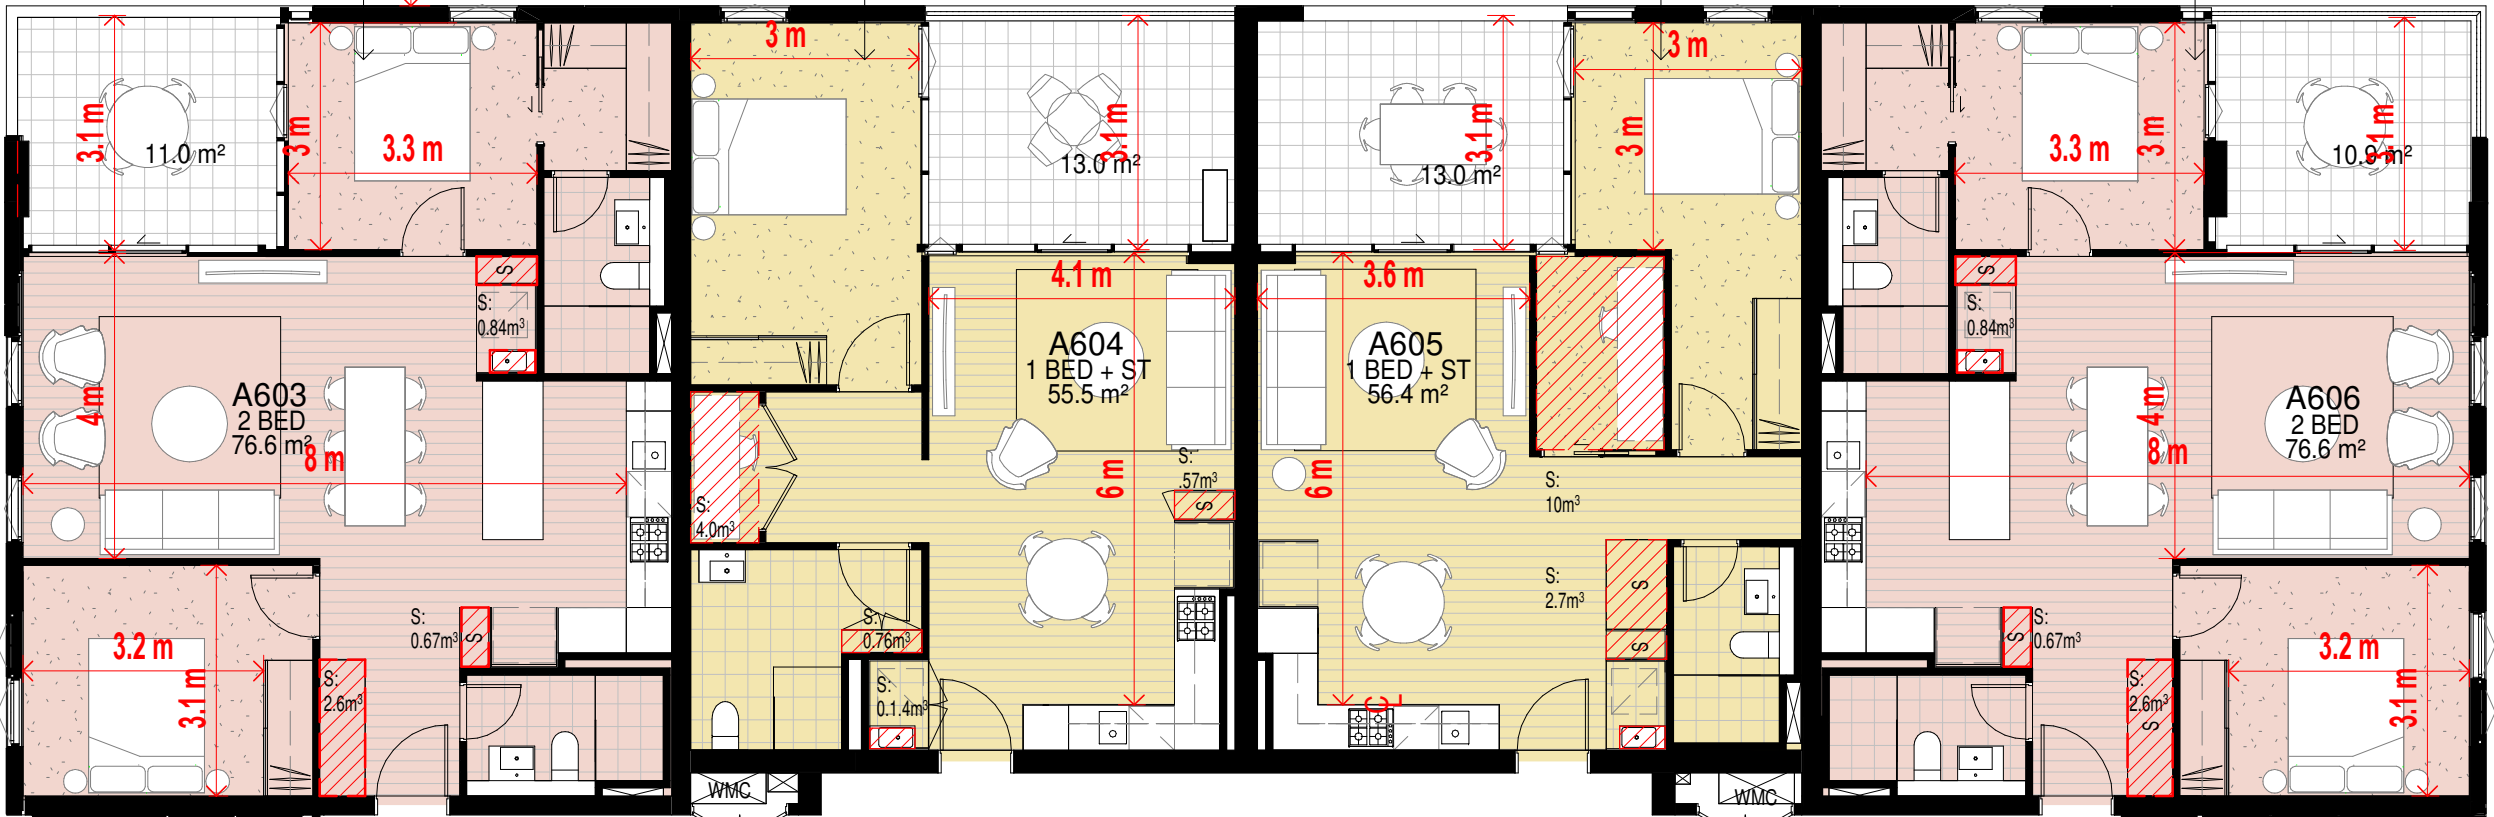 3.1 m
11.0 m²
3 m
3.3 m
S
S:
0.84m³
A603
2 BED
76.6 m²
4 m
8 m
3.2 m
3.1 m
S:
2.6m³
S:
0.67m³
S
3 m
3.1 m
13.0 m²
4.1 m
A604
1 BED + ST
55.5 m²
6 m
S:
.57m³
S
S:
4.0m³
S:
0.76m³
S:
0.1.4m³
WMC
3.1 m
13.0 m²
3 m
3 m
3.6 m
A605
1 BED + ST
56.4 m²
6 m
S:
10m³
S:
2.7m³
S
S
CL
WMC
3.3 m
3 m
3.1 m
10.9 m²
S
S:
0.84m³
A606
2 BED
76.6 m²
4 m
8 m
S:
0.67m³
S
S:
2.6m³
S
3.2 m
3.1 m